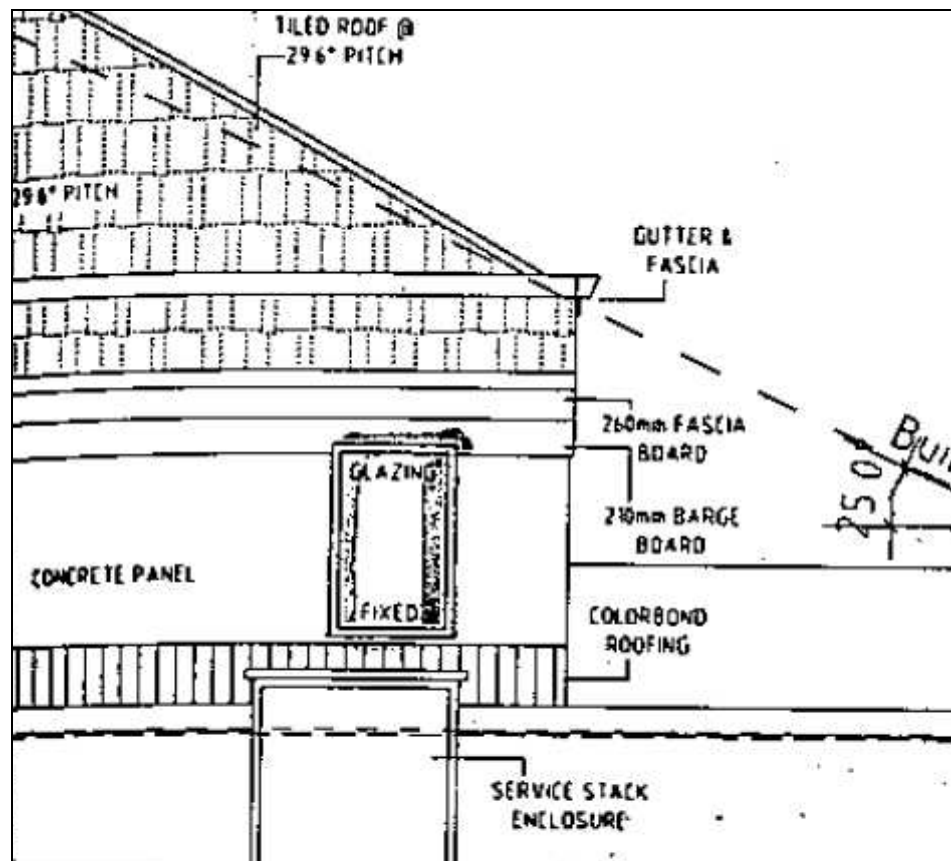 TILED ROOF @
29.6° PITCH
29.6° PITCH
GUTTER &
FASCIA
260mm FASCIA
BOARD
210mm BARGE
BOARD
GLAZING
FIXED
CONCRETE PANEL
COLORBOND
ROOFING
SERVICE STACK
ENCLOSURE
25 0